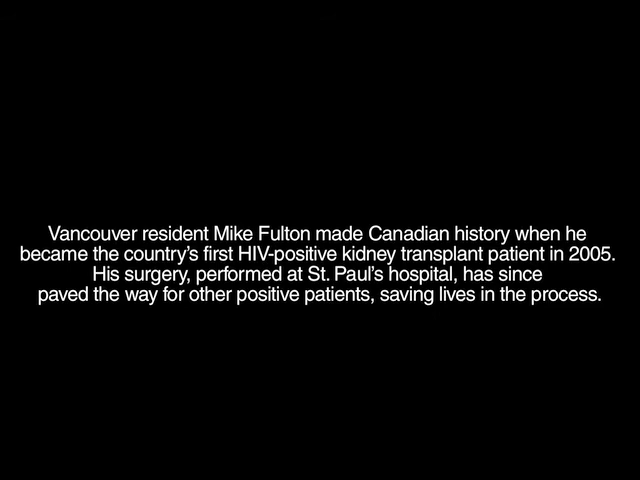 Vancouver resident Mike Fulton made Canadian history when he
became the country’s first HIV-positive kidney transplant patient in 2005.
His surgery, performed at St. Paul’s hospital, has since
paved the way for other positive patients, saving lives in the process.